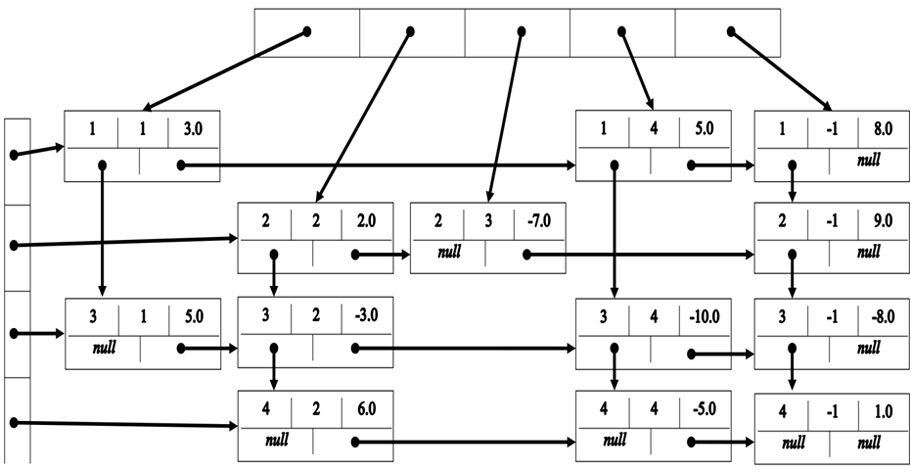 1 1 3.0 1 4 5.0 1 -1 8.0
null
2 2 2.0 2 3 -7.0 2 -1 9.0
null
3 1 5.0 3 2 -3.0 3 4 -10.0 3 -1 -8.0
null null
4 2 6.0 4 4 -5.0 4 -1 1.0
null null null null